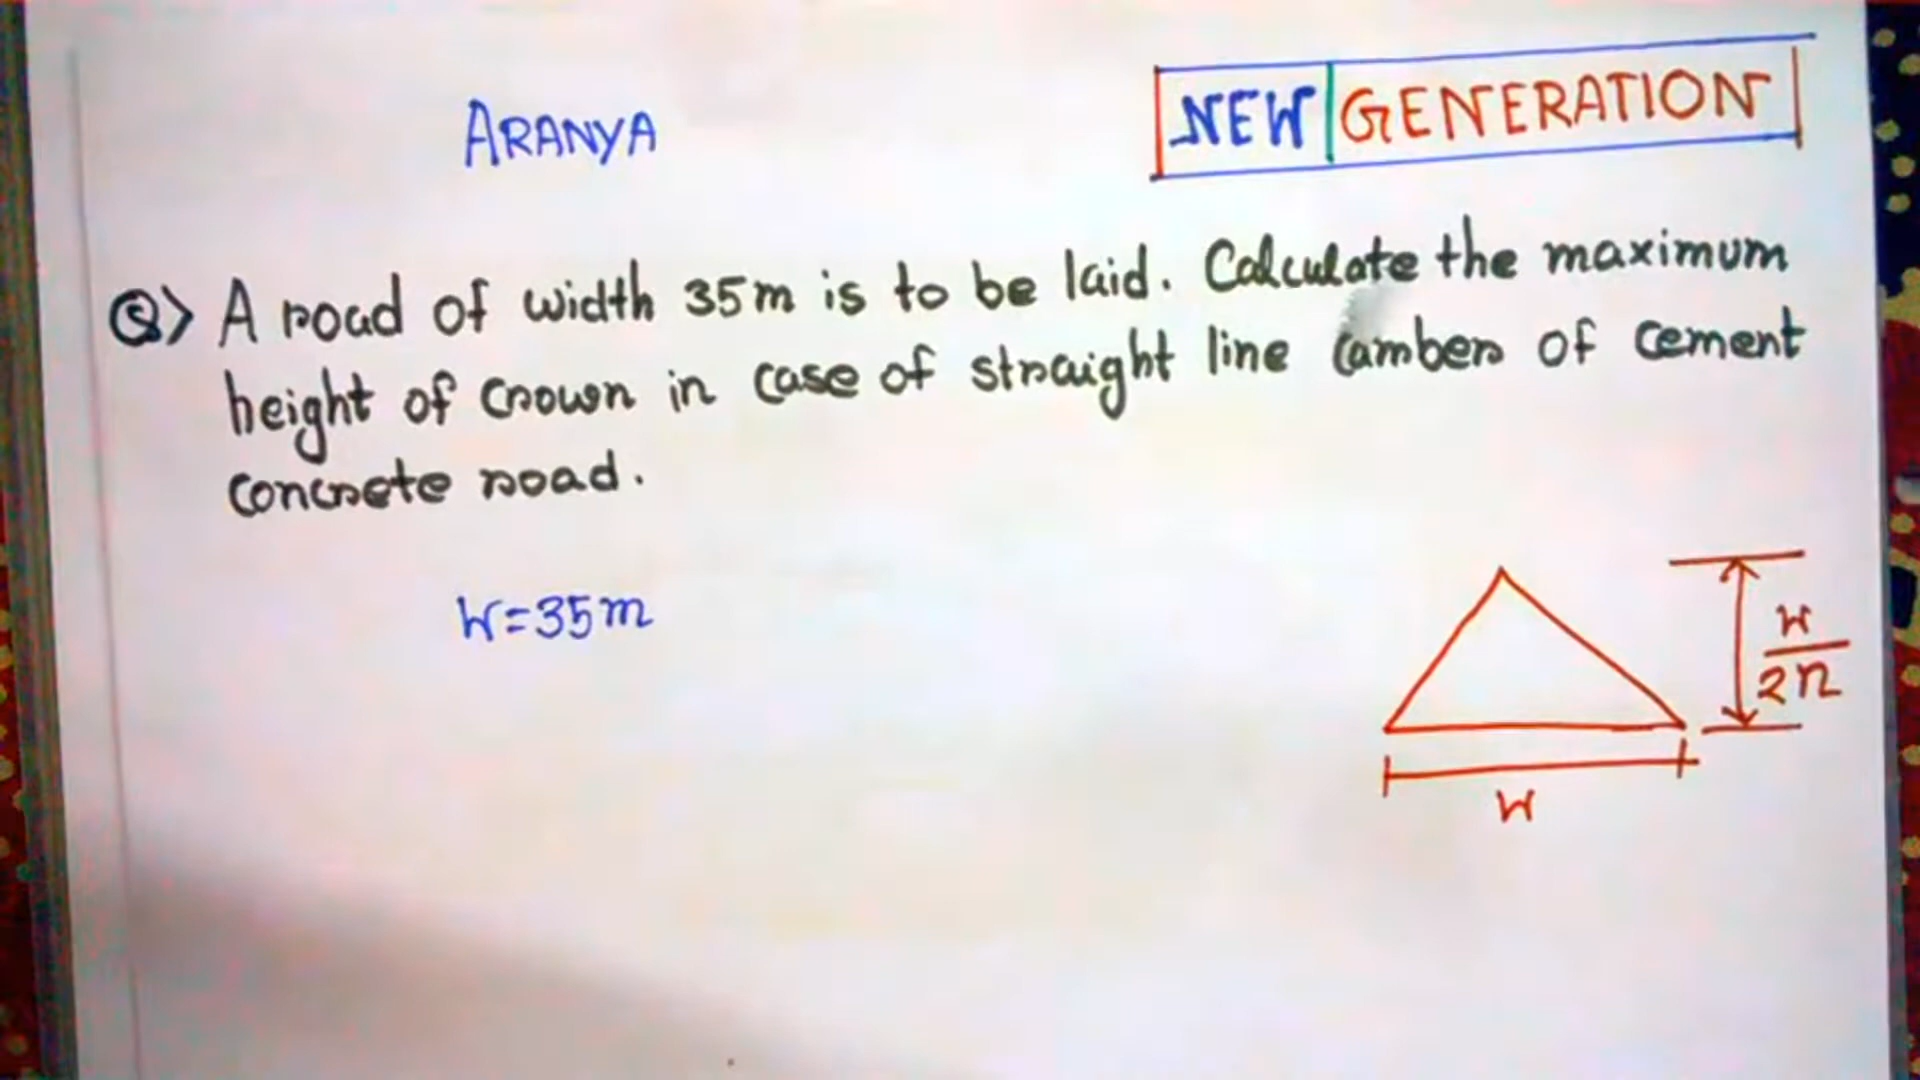 ARANYA
NEW GENERATION
Q> A road of width 35m is to be laid. Calculate the maximum
height of crown in case of straight line camber of cement
concrete road.
W=35m
W
2n
W